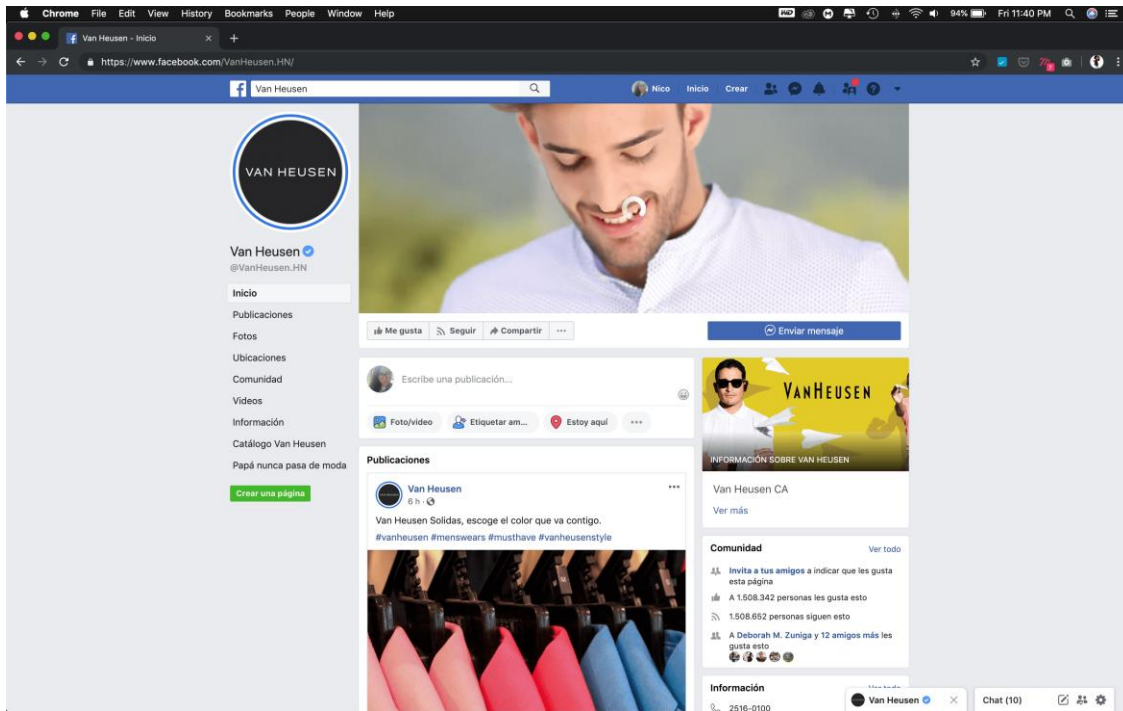 Chrome File Edit View History Bookmarks People Window Help 94% Fri 11:40 PM
Van Heusen - Inicio
https://www.facebook.com/VanHeusen.HN/
Van Heusen
Nico Inicio Crear
VAN HEUSEN
Van Heusen
@VanHeusen.HN
Inicio
Publicaciones
Fotos
Ubicaciones
Comunidad
Videos
Información
Catálogo Van Heusen
Papá nunca pasa de moda
Crear una página
Me gusta Seguir Compartir
Enviar mensaje
Escribe una publicación...
Foto/video Etiquetar am... Estoy aquí
Publicaciones
Van Heusen
6 h
Van Heusen Solidas, escoge el color que va contigo.
#vanheusen #menswears #musthave #vanheusenstyle
VANHEUSEN
INFORMACIÓN SOBRE VAN HEUSEN
Van Heusen CA
Ver más
Comunidad Ver todo
Invita a tus amigos a indicar que les gusta
esta página
A 1.508.342 personas les gusta esto
1.508.652 personas siguen esto
A Deborah M. Zuniga y 12 amigos más les
gusta esto
Información
2516-0100
Van Heusen
Chat (10)